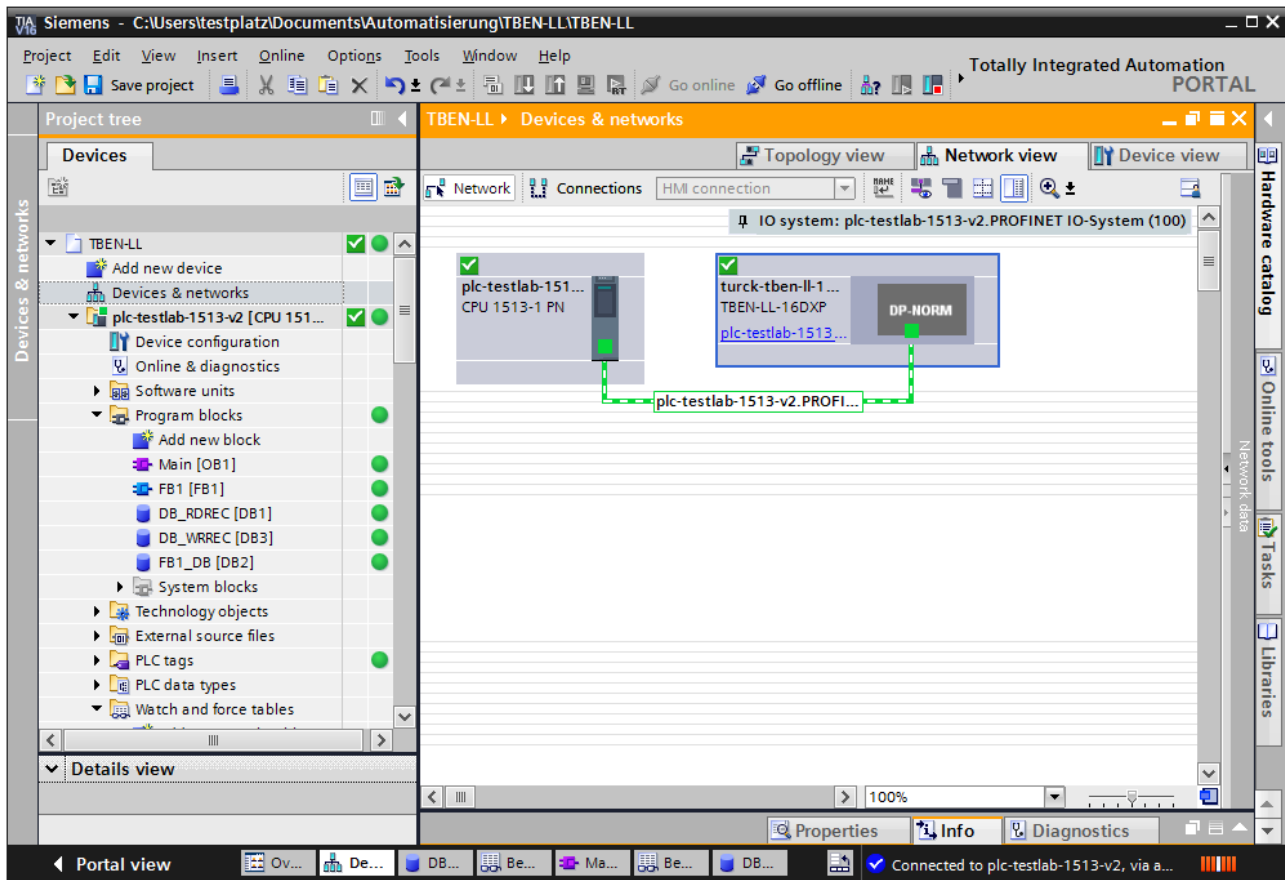 TIA V16 Siemens - C:\Users\testplatz\Documents\Automatisierung\TBEN-LL\TBEN-LL
Project Edit View Insert Online Options Tools Window Help
Totally Integrated Automation
PORTAL
Save project
RT
Go online
Go offline
Project tree
TBEN-LL Devices & networks
Devices
Topology view
Network view
Device view
Network
Connections
HMI connection
NAME
IO system: plc-testlab-1513-v2.PROFINET IO-System (100)
TBEN-LL
Add new device
Devices & networks
plc-testlab-1513-v2 [CPU 151...
Device configuration
Online & diagnostics
Software units
Program blocks
Add new block
Main [OB1]
FB1 [FB1]
DB_RDREC [DB1]
DB_WRREC [DB3]
FB1_DB [DB2]
System blocks
Technology objects
External source files
PLC tags
PLC data types
Watch and force tables
Details view
Devices & networks
plc-testlab-151...
CPU 1513-1 PN
turck-tben-ll-1...
TBEN-LL-16DXP
plc-testlab-1513...
DP-NORM
plc-testlab-1513-v2.PROFI...
Network data
Hardware catalog
Online tools
Tasks
Libraries
100%
Properties
Info
Diagnostics
Portal view
Ov...
De...
DB...
Be...
Ma...
Be...
DB...
Connected to plc-testlab-1513-v2, via a...